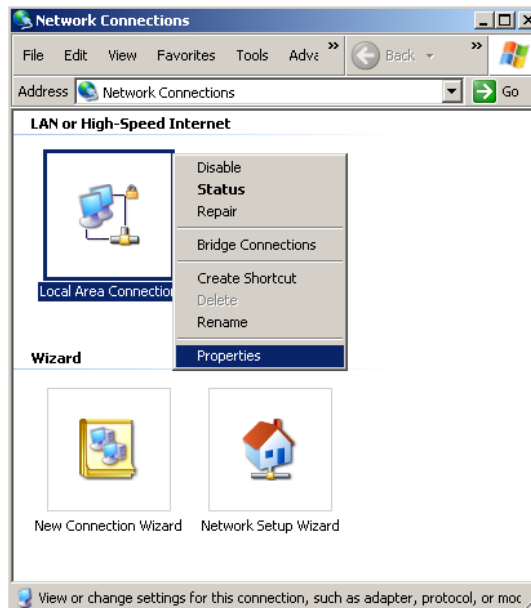 Network Connections
File Edit View Favorites Tools Adva » Back »
Address Network Connections Go
LAN or High-Speed Internet
Disable
Status
Repair
Bridge Connections
Create Shortcut
Local Area Connection
Delete
Rename
Properties
Wizard
New Connection Wizard Network Setup Wizard
View or change settings for this connection, such as adapter, protocol, or mod